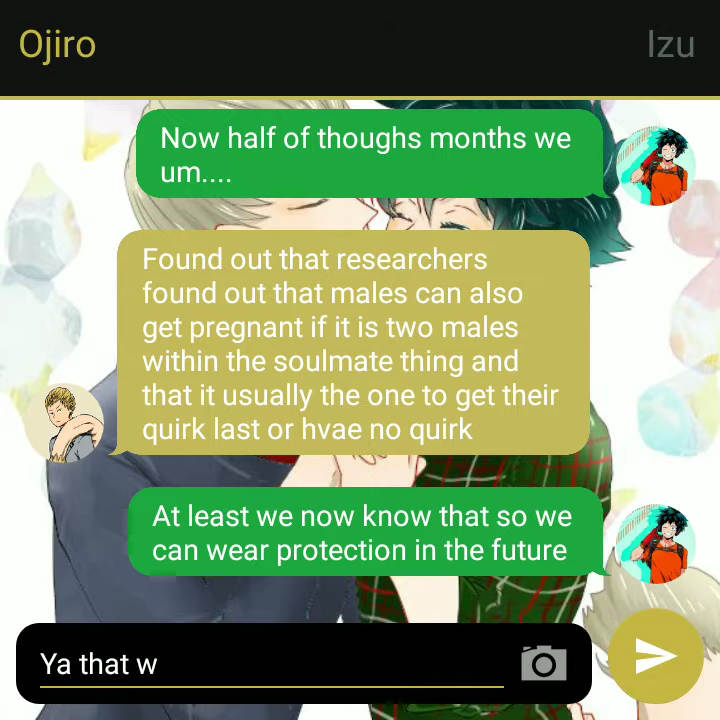 Ojiro
Izu
Now half of thoughs months we
um....
Found out that researchers
found out that males can also
get pregnant if it is two males
within the soulmate thing and
that it usually the one to get their
quirk last or hvae no quirk
At least we now know that so we
can wear protection in the future
Ya that w